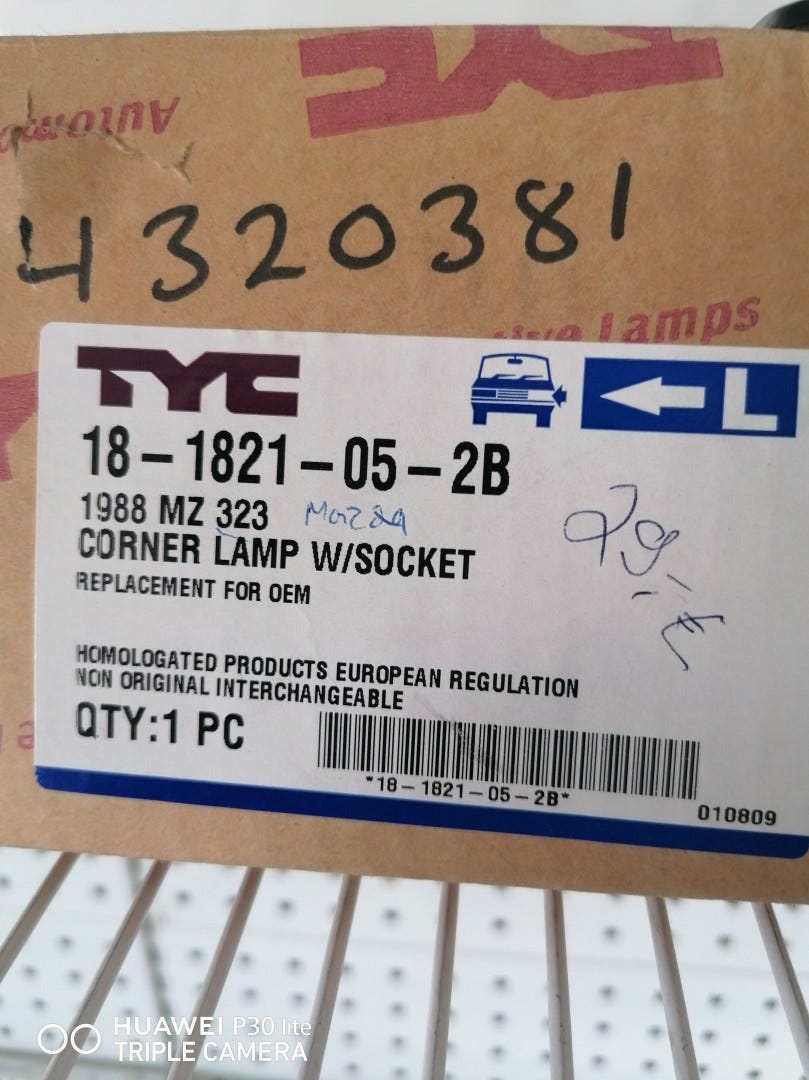 Automo
4320381
tive Lamps
TYC
L
18-1821-05-2B
1988 MZ 323 Mazda
CORNER LAMP W/SOCKET
REPLACEMENT FOR OEM
HOMOLOGATED PRODUCTS EUROPEAN REGULATION
NON ORIGINAL INTERCHANGEABLE
QTY:1 PC
*18-1821-05-2B*
010809
HUAWEI P30 lite
TRIPLE CAMERA